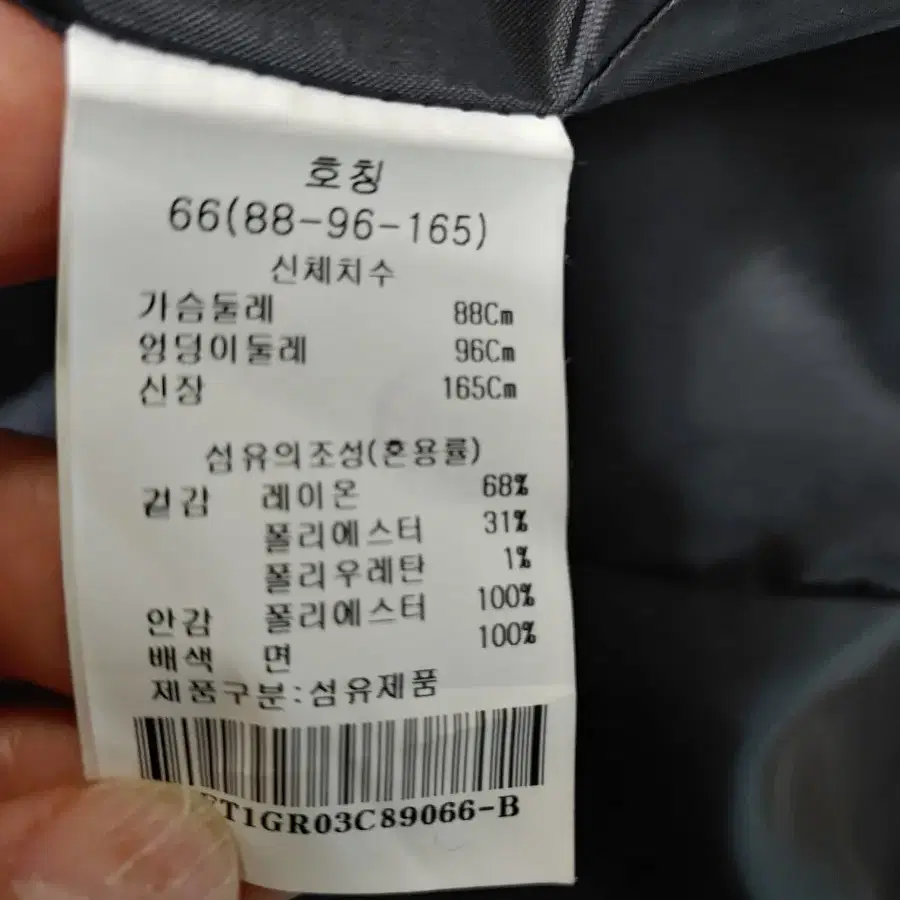 호칭
66(88-96-165)
신체치수
가슴둘레 88Cm
엉덩이둘레 96Cm
신장 165Cm
섬유의조성(혼용률)
겉감 레이온 68%
폴리에스터 31%
폴리우레탄 1%
안감 폴리에스터 100%
배색 면 100%
제품구분:섬유제품
T1GR03C89066-B